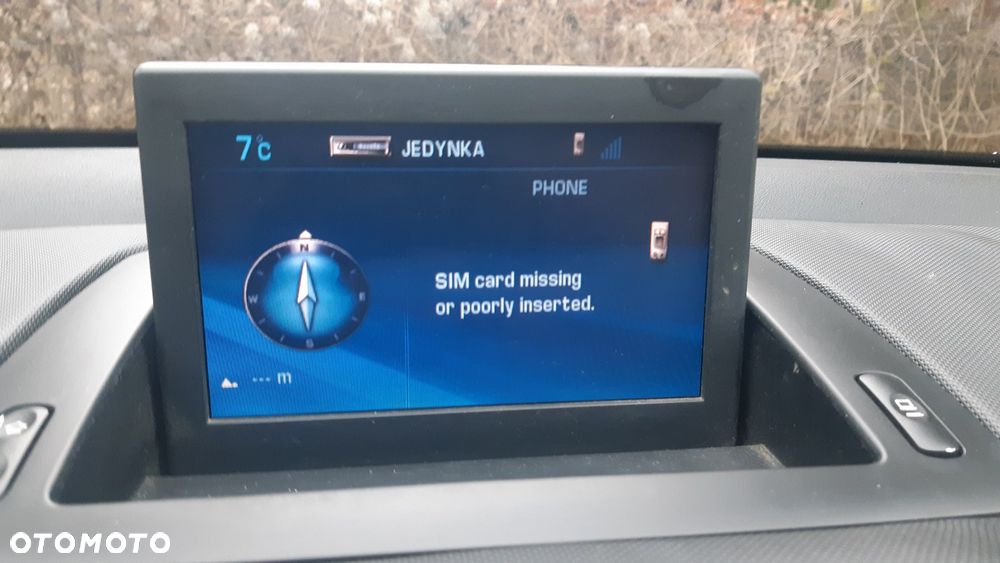 7°C
JEDYNKA
PHONE
N
W
E
S
SIM card missing
or poorly inserted.
--- m
OTOMOTO